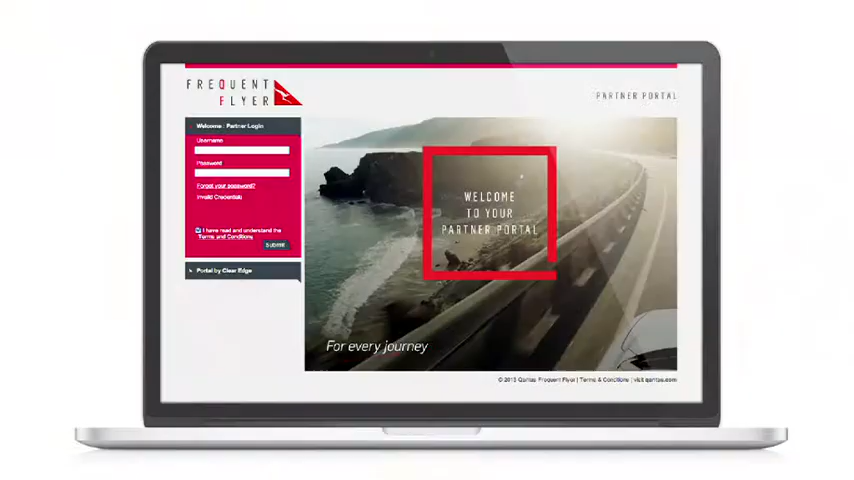 FREQUENT
FLYER
PARTNER PORTAL
Welcome : Partner Login
Username
Password
Forgot your password?
Invalid Credentials
I have read and understand the
Terms and Conditions
SUBMIT
Portal by Clear Edge
WELCOME
TO YOUR
PARTNER PORTAL
For every journey
© 2013 Qantas Frequent Flyer | Terms & Conditions | visit qantas.com